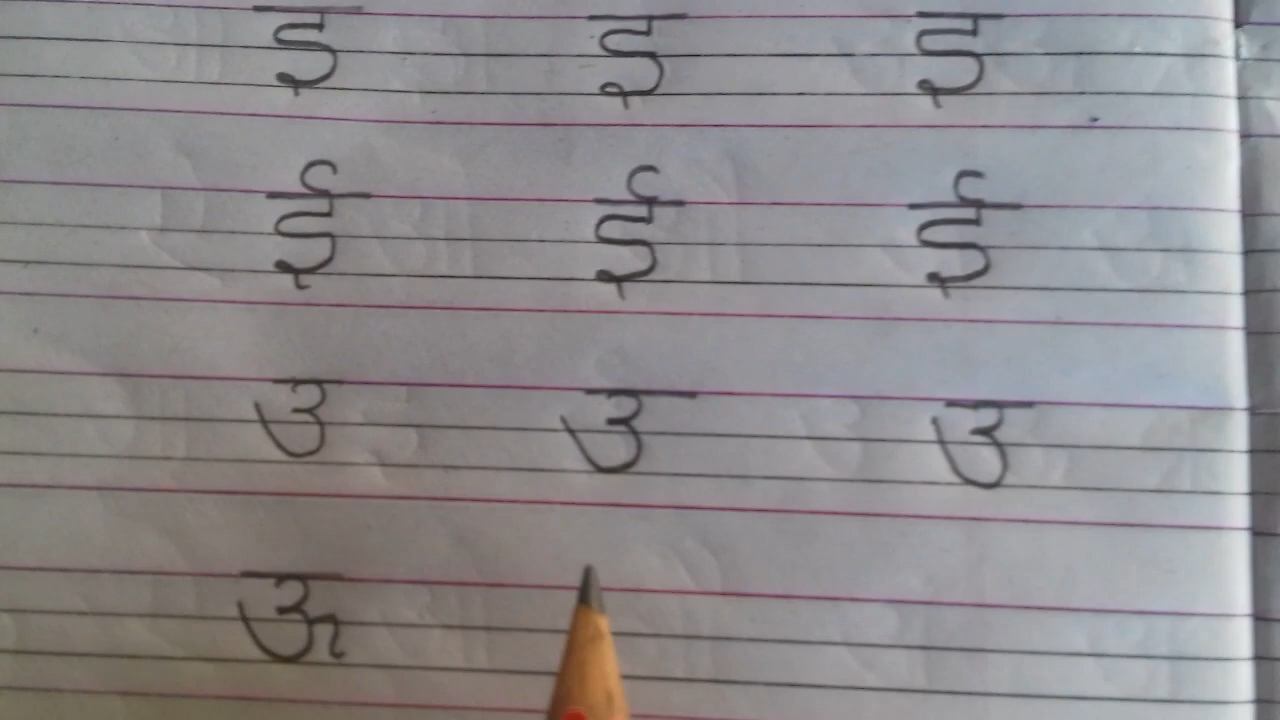 इ इ इ
ई ई ई
उ उ उ
ऊ